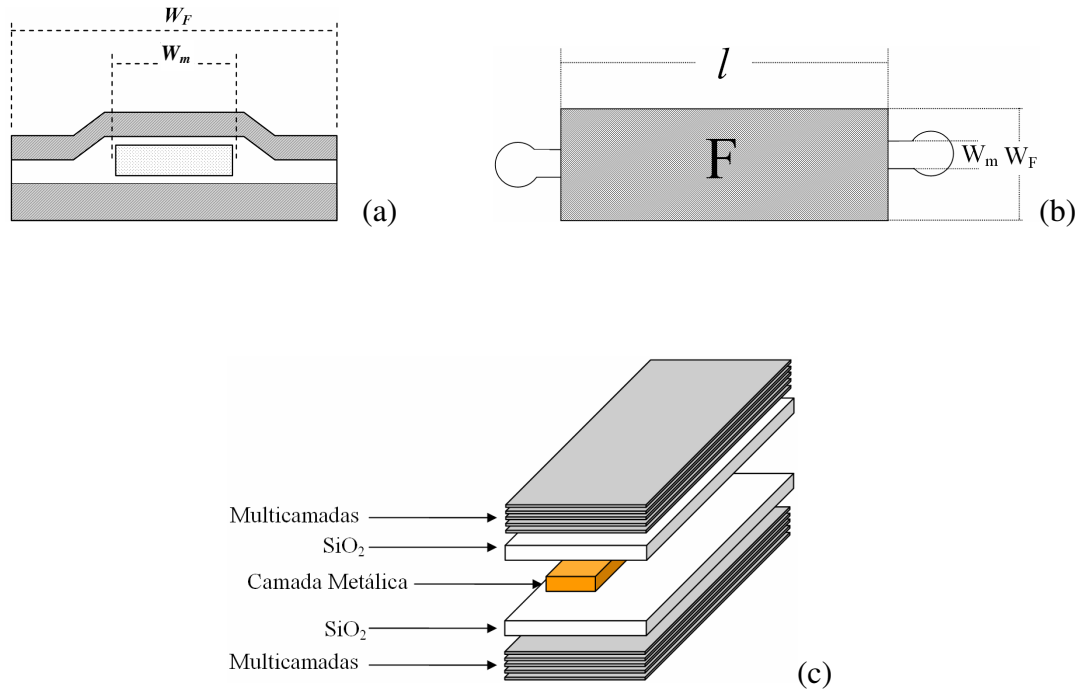 W_F
W_m
(a)
l
F
W_m W_F
(b)
Multicamadas
SiO₂
Camada Metálica
SiO₂
Multicamadas
(c)